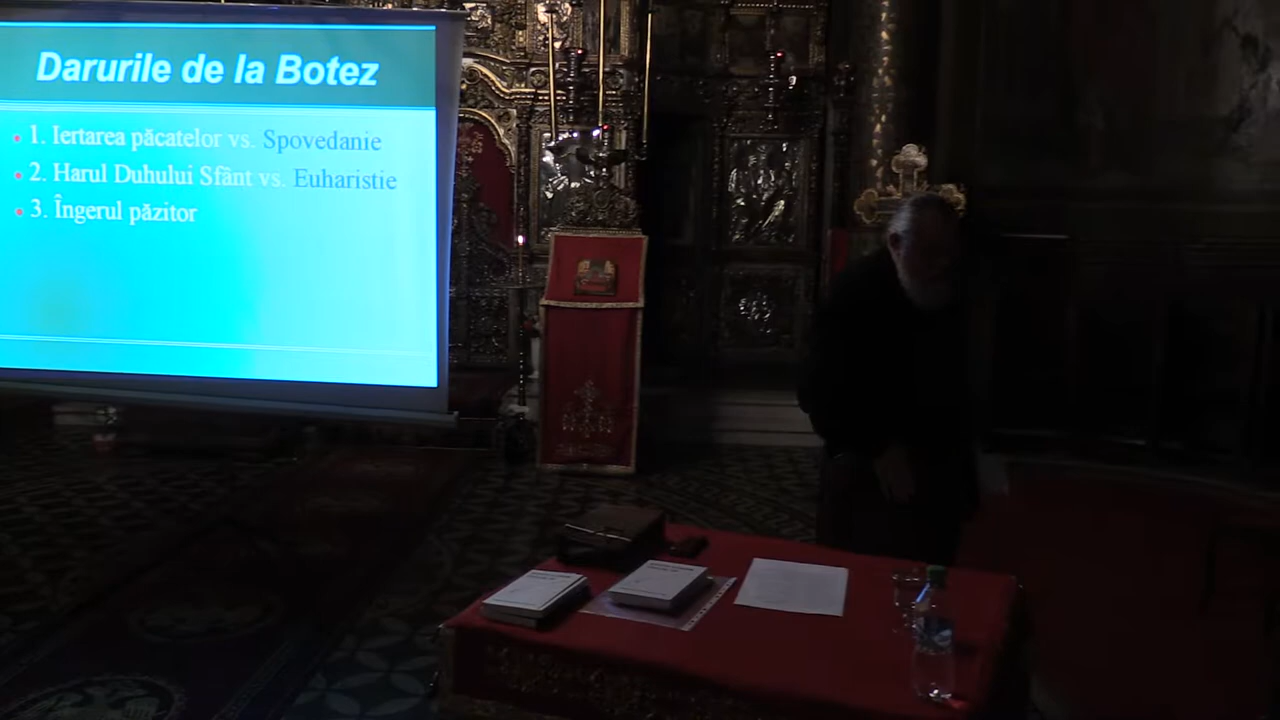 Darurile de la Botez
• 1. Iertarea păcatelor vs. Spovedanie
• 2. Harul Duhului Sfânt vs. Euharistie
• 3. Îngerul păzitor